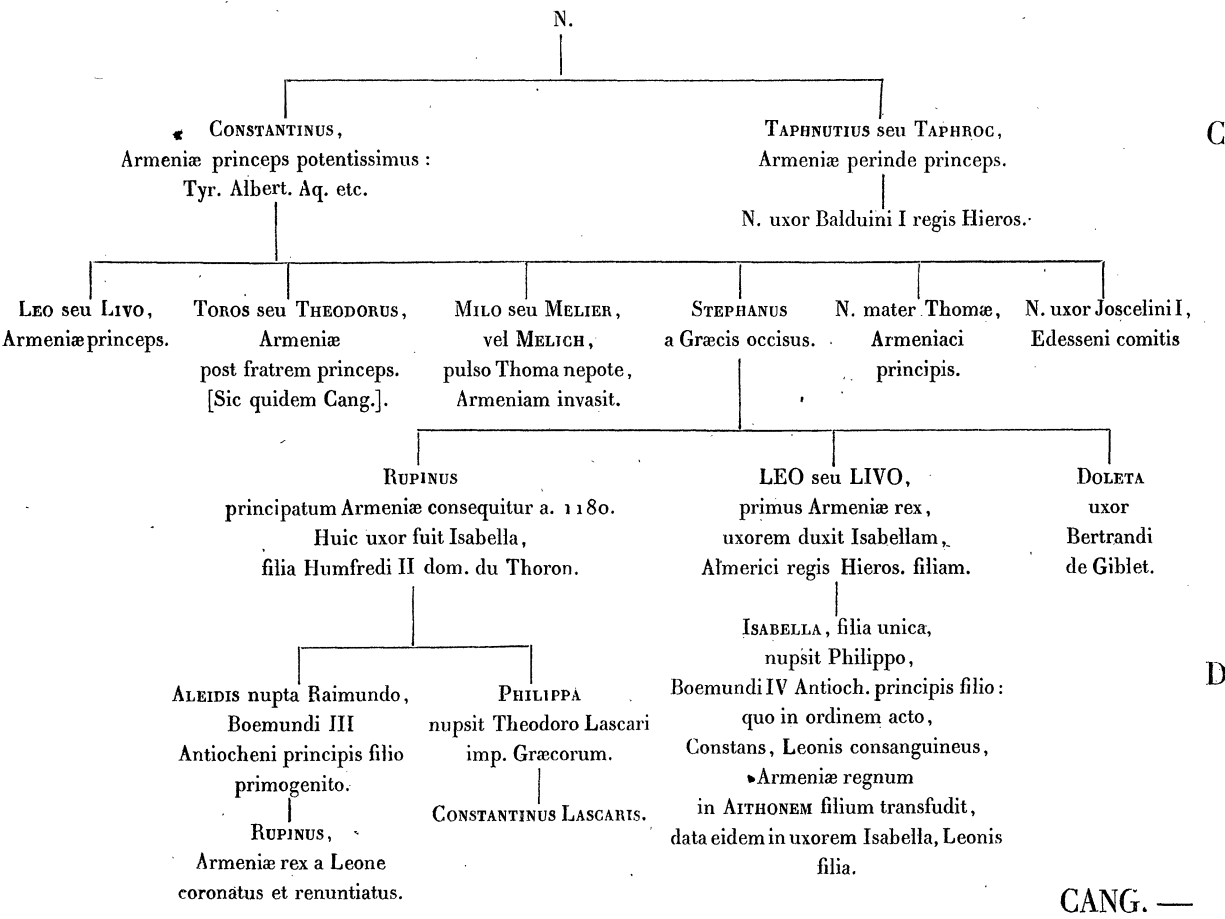 N.
CONSTANTINUS,
Armeniæ princeps potentissimus :
Tyr. Albert. Aq. etc.
TAPHNUTIUS seu TAPHROC,
Armeniæ perinde princeps.
N. uxor Balduini I regis Hieros.
C
LEO seu LIVO,
Armeniæ princeps.
TOROS seu THEODORUS,
Armeniæ
post fratrem princeps.
[Sic quidem Cang.].
MILO seu MELIER,
vel MELICH,
pulso Thoma nepote,
Armeniam invasit.
STEPHANUS
a Græcis occisus.
N. mater Thomæ,
Armeniaci
principis.
N. uxor Joscelini I,
Edesseni comitis
RUPINUS
principatum Armeniæ consequitur a. 1180.
Huic uxor fuit Isabella,
filia Humfredi II dom. du Thoron.
LEO seu LIVO,
primus Armeniæ rex,
uxorem duxit Isabellam,
Almerici regis Hieros. filiam.
DOLETA
uxor
Bertrandi
de Giblet.
ALEIDIS nupta Raimundo,
Boemundi III
Antiocheni principis filio
primogenito.
RUPINUS,
Armeniæ rex a Leone
coronatus et renuntiatus.
PHILIPPA
nupsit Theodoro Lascari
imp. Græcorum.
CONSTANTINUS LASCARIS.
ISABELLA, filia unica,
nupsit Philippo,
Boemundi IV Antioch. principis filio :
quo in ordinem acto,
Constans, Leonis consanguineus,
Armeniæ regnum
in AITHONEM filium transfudit,
data eidem in uxorem Isabella, Leonis
filia.
D
CANG. —